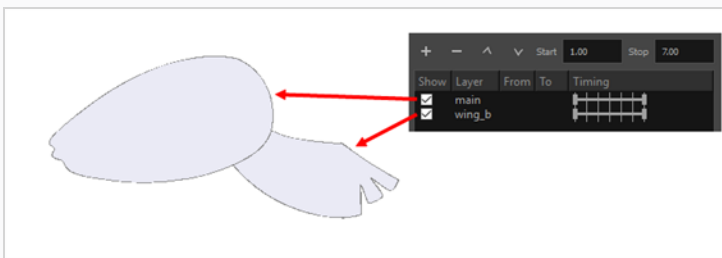 Start 1.00 Stop 7.00
Show Layer From To Timing
main
wing_b